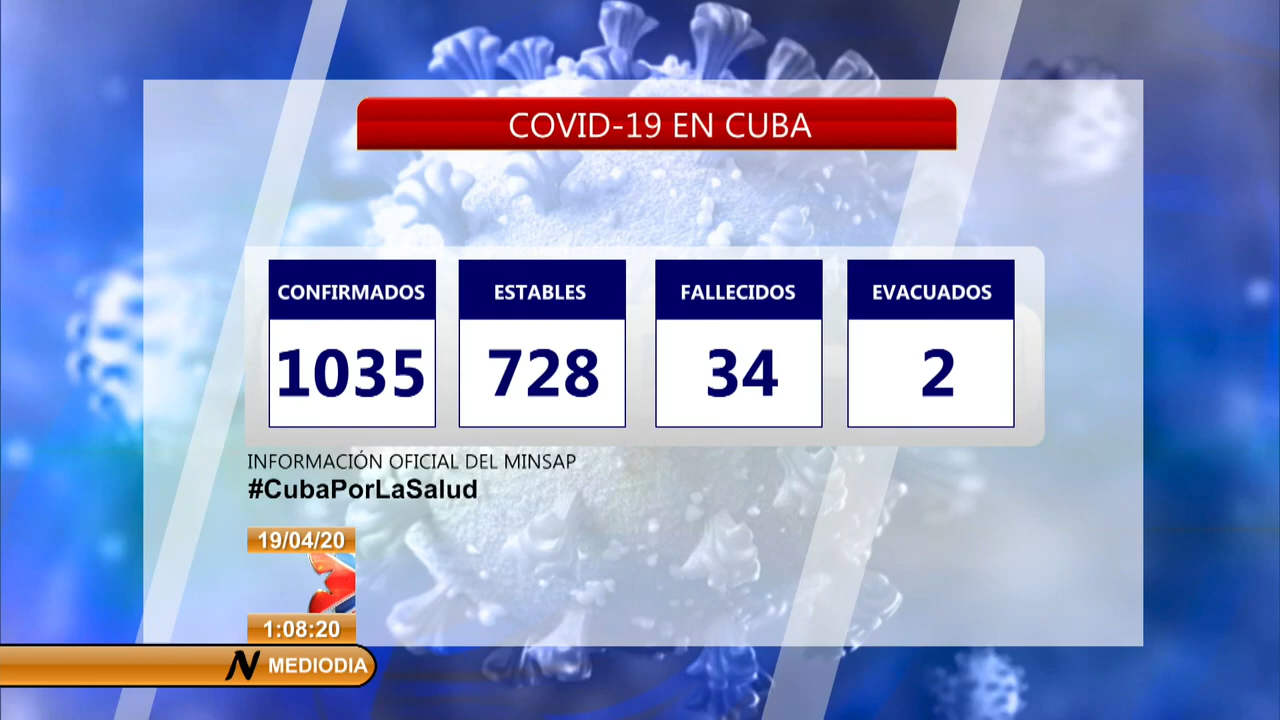 COVID-19 EN CUBA
CONFIRMADOS ESTABLES FALLECIDOS EVACUADOS
1035 728 34 2
INFORMACIÓN OFICIAL DEL MINSAP
#CubaPorLaSalud
19/04/20
1:08:20
N MEDIODIA